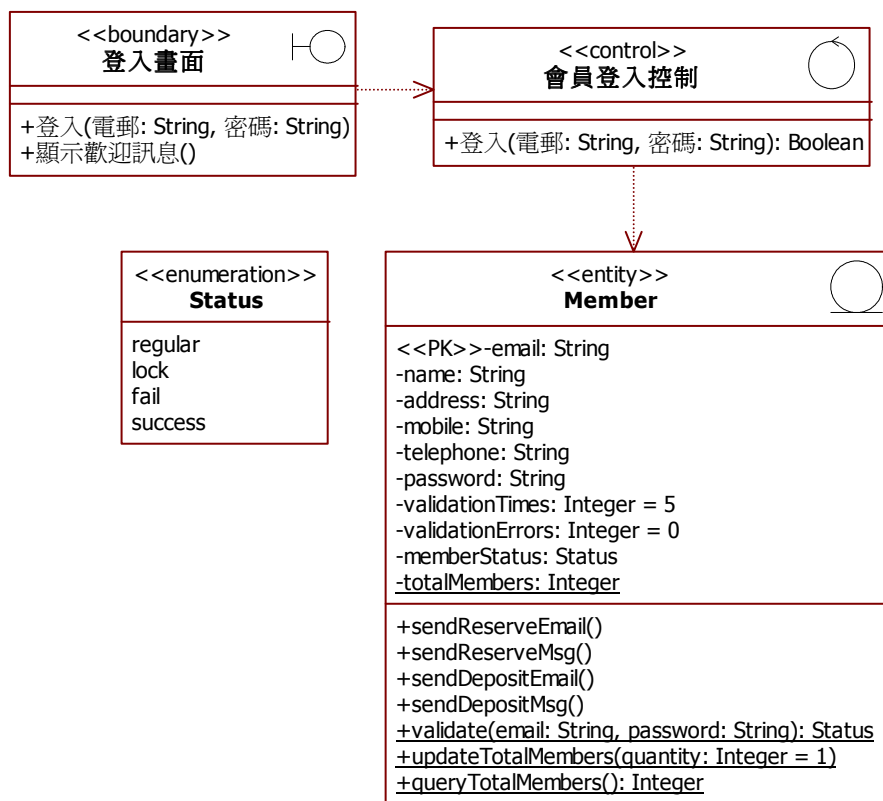 <<boundary>>
登入畫面
+登入(電郵: String, 密碼: String)
+顯示歡迎訊息()
<<control>>
會員登入控制
+登入(電郵: String, 密碼: String): Boolean
<<enumeration>>
Status
regular
lock
fail
success
<<entity>>
Member
<<PK>>-email: String
-name: String
-address: String
-mobile: String
-telephone: String
-password: String
-validationTimes: Integer = 5
-validationErrors: Integer = 0
-memberStatus: Status
-totalMembers: Integer
+sendReserveEmail()
+sendReserveMsg()
+sendDepositEmail()
+sendDepositMsg()
+validate(email: String, password: String): Status
+updateTotalMembers(quantity: Integer = 1)
+queryTotalMembers(): Integer